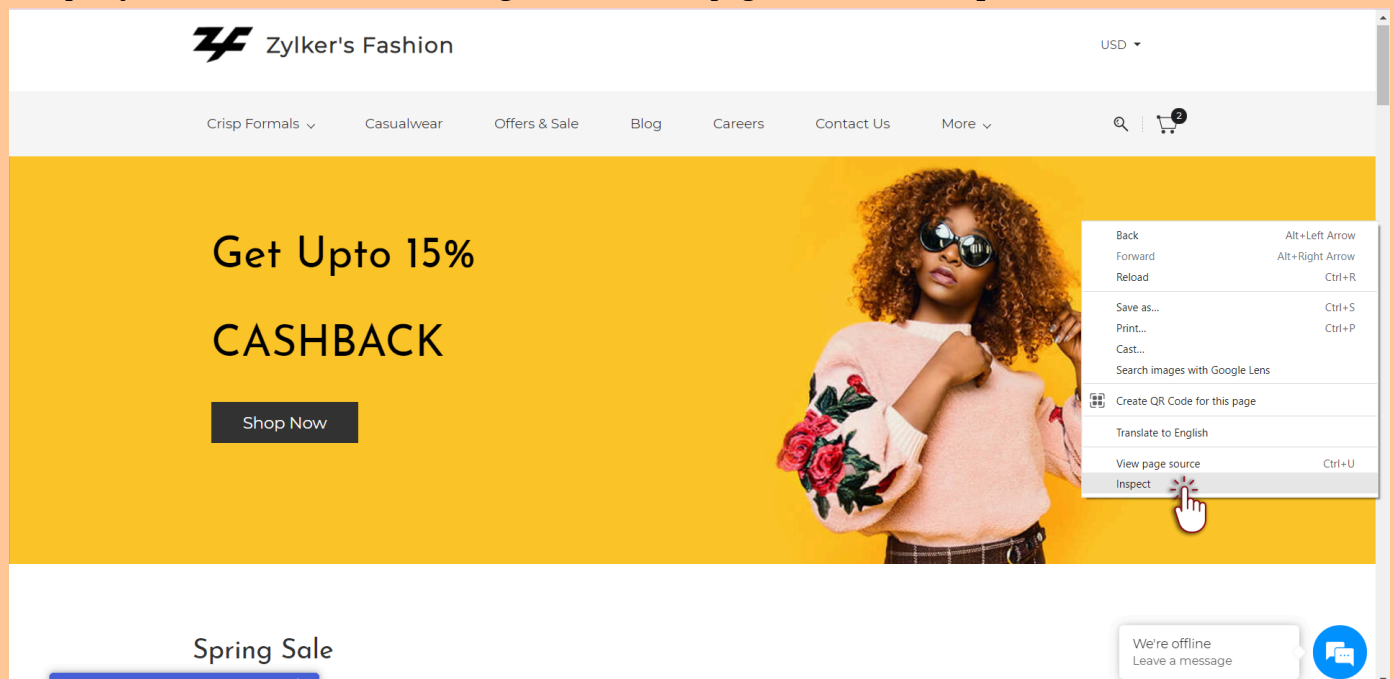 Zylker's Fashion
USD
Crisp Formals
Casualwear
Offers & Sale
Blog
Careers
Contact Us
More
2
Get Upto 15%
CASHBACK
Shop Now
Back Alt+Left Arrow
Forward Alt+Right Arrow
Reload Ctrl+R
Save as... Ctrl+S
Print... Ctrl+P
Cast...
Search images with Google Lens
Create QR Code for this page
Translate to English
View page source Ctrl+U
Inspect
Spring Sale
We're offline
Leave a message